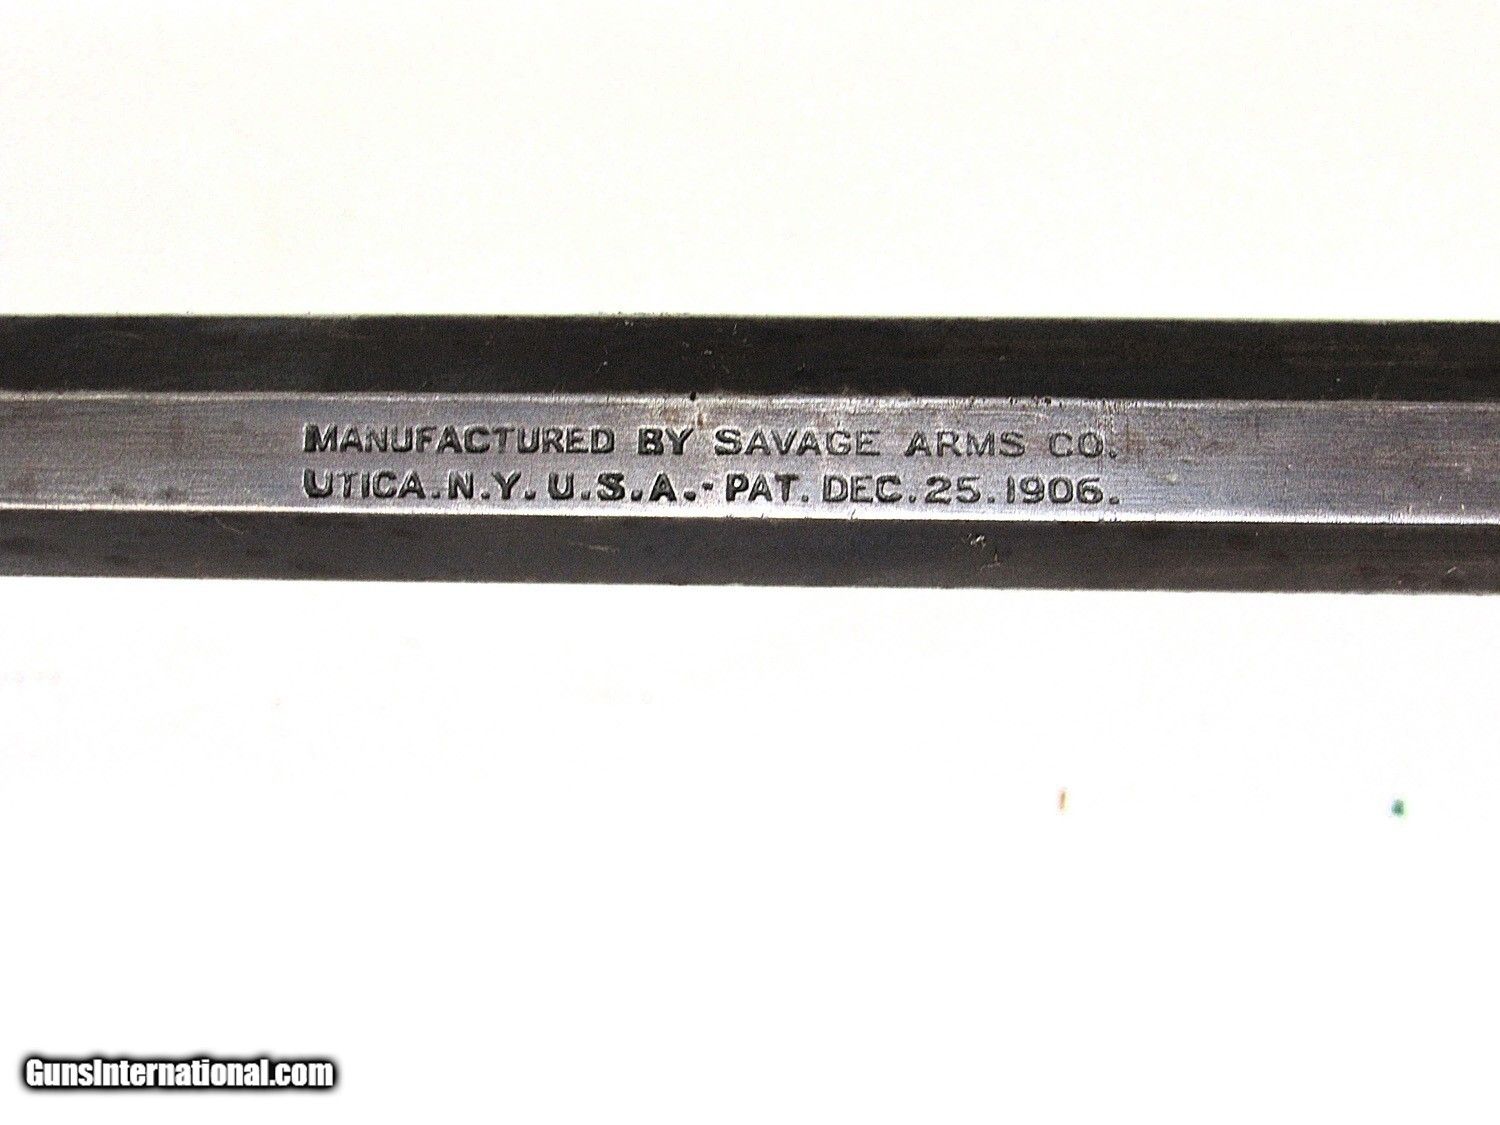 MANUFACTURED BY SAVAGE ARMS CO.
UTICA.N.Y. U.S.A.- PAT. DEC. 25. 1906.
GunsInternational.com